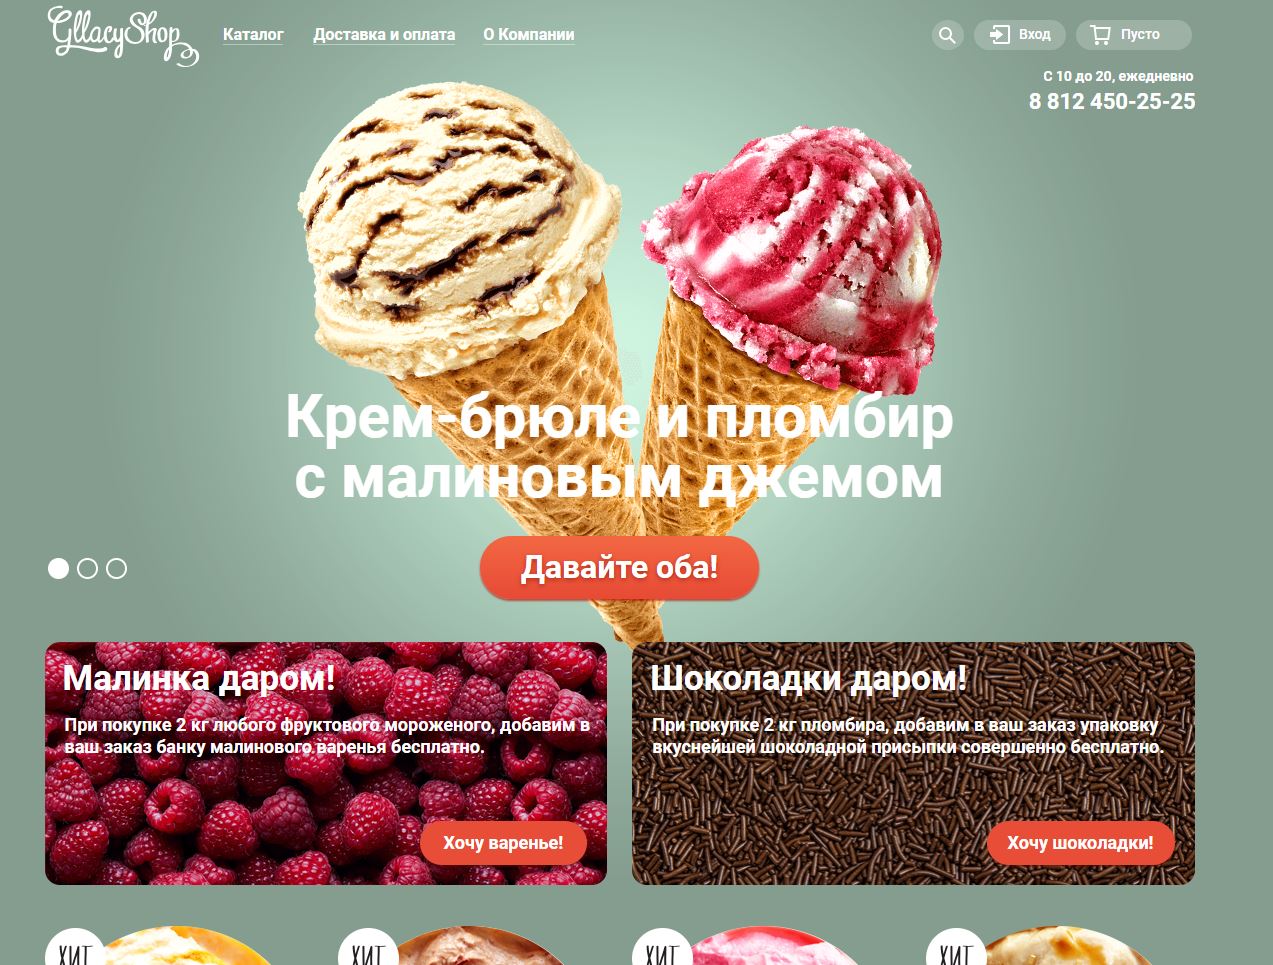 GllacyShop
Каталог
Доставка и оплата
О Компании
Вход
Пусто
С 10 до 20, ежедневно
8 812 450-25-25
Крем-брюле и пломбир
с малиновым джемом
Давайте оба!
Малинка даром!
При покупке 2 кг любого фруктового мороженого, добавим в
ваш заказ банку малинового варенья бесплатно.
Хочу варенье!
Шоколадки даром!
При покупке 2 кг пломбира, добавим в ваш заказ упаковку
вкуснейшей шоколадной присыпки совершенно бесплатно.
Хочу шоколадки!
ХИТ
ХИТ
ХИТ
ХИТ